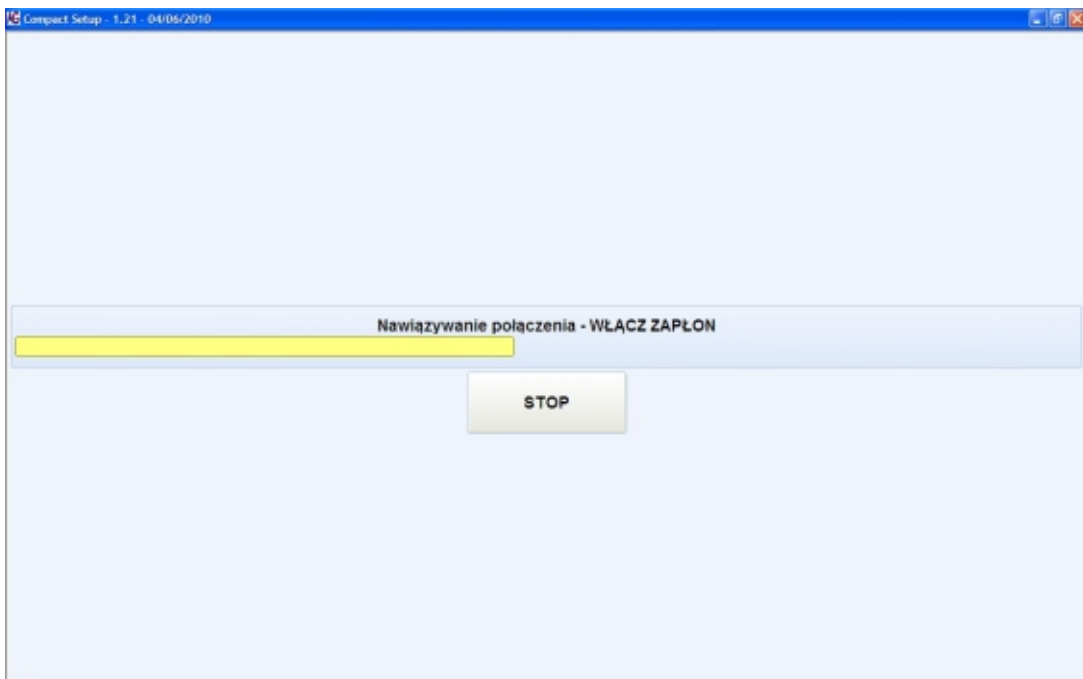 Compact Setup - 1.21 - 04/06/2010
Nawiązywanie połączenia - WŁĄCZ ZAPŁON
STOP